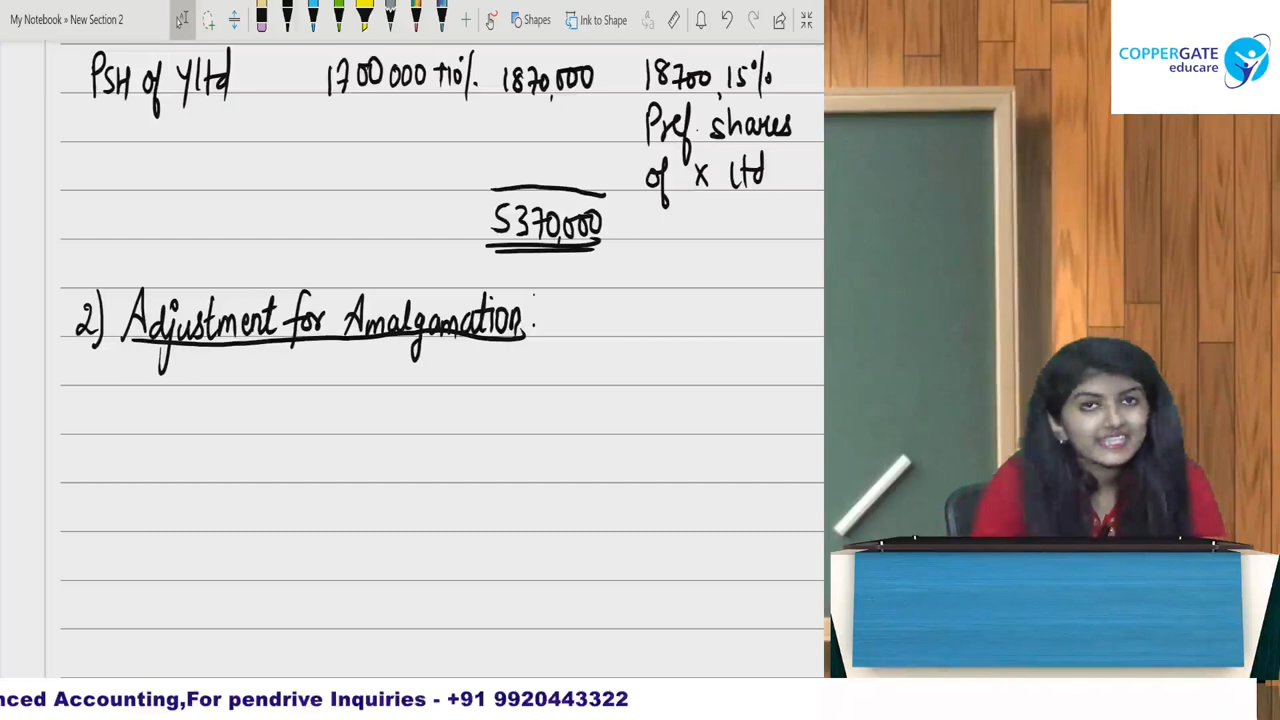 My Notebook » New Section 2
Shapes
Ink to Shape
PSH of Y ltd 1700000 +10% 1870,000 18700, 15%
Pref. shares
of X ltd
5370,000
2) Adjustment for Amalgamation:
COPPERGATE
educare
nced Accounting,For pendrive Inquiries - +91 9920443322